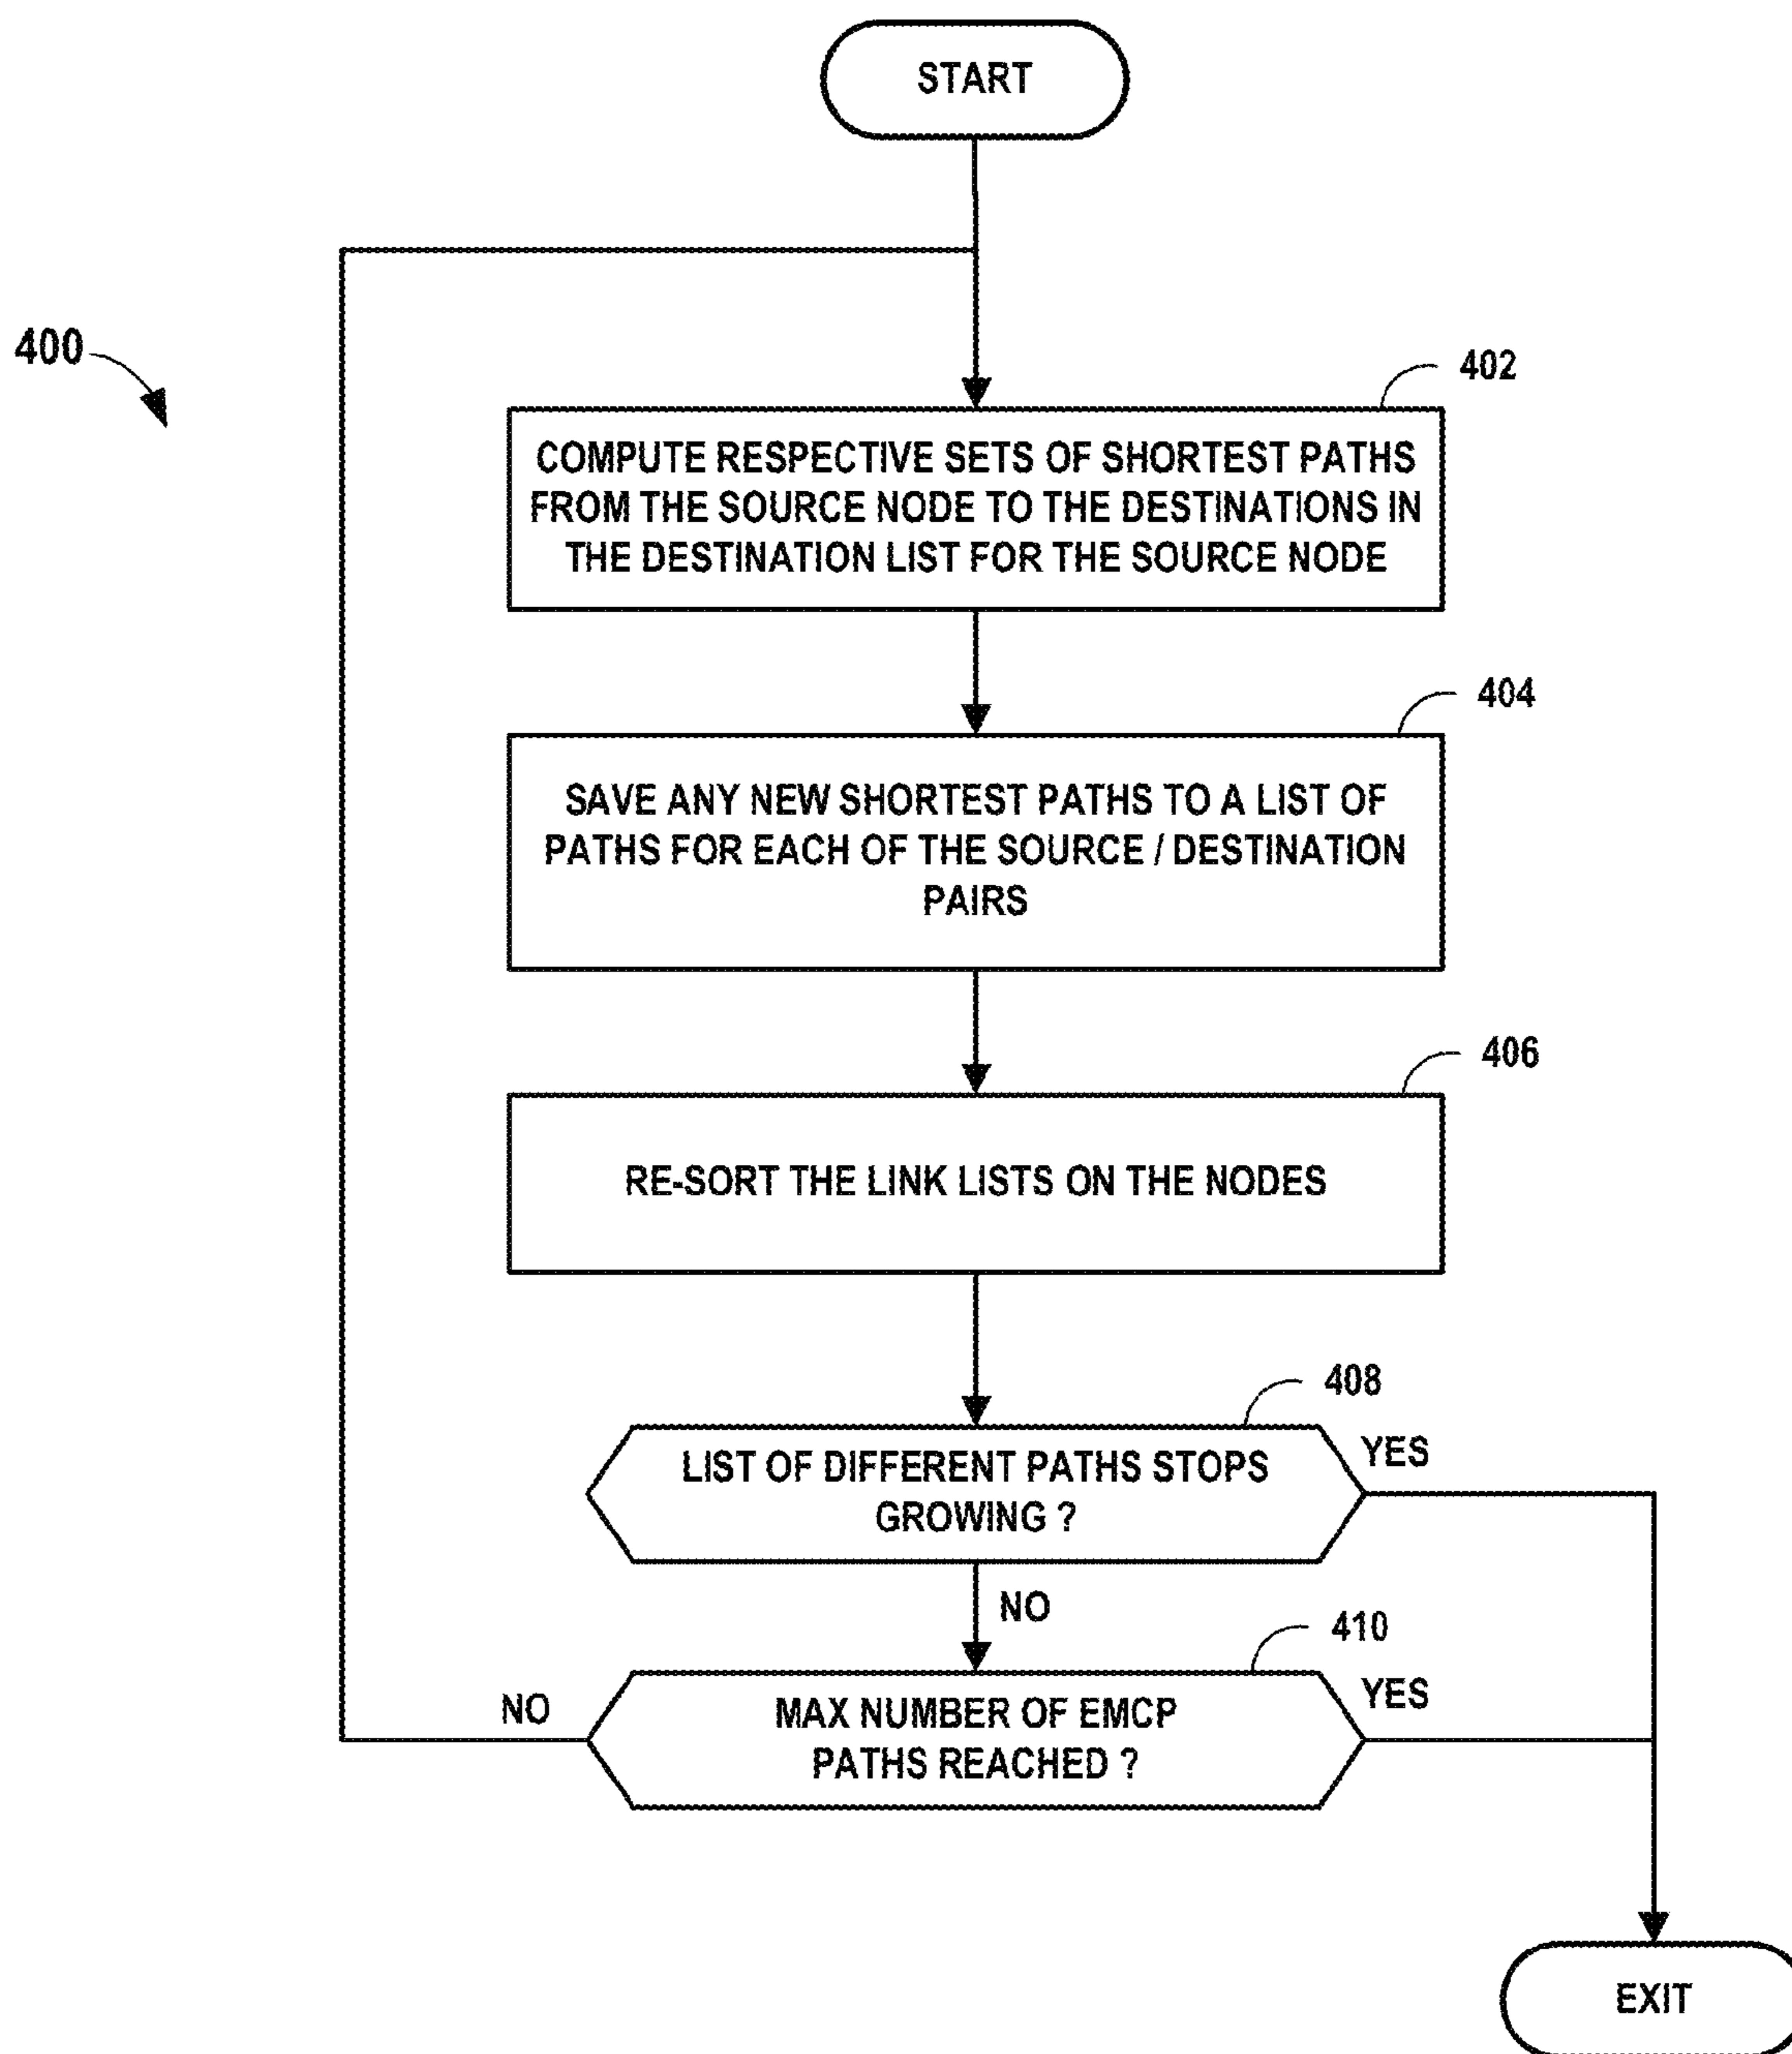 START
400
402
COMPUTE RESPECTIVE SETS OF SHORTEST PATHS
FROM THE SOURCE NODE TO THE DESTINATIONS IN
THE DESTINATION LIST FOR THE SOURCE NODE
404
SAVE ANY NEW SHORTEST PATHS TO A LIST OF
PATHS FOR EACH OF THE SOURCE / DESTINATION
PAIRS
406
RE-SORT THE LINK LISTS ON THE NODES
408
LIST OF DIFFERENT PATHS STOPS
GROWING ?
YES
NO
410
MAX NUMBER OF EMCP
PATHS REACHED ?
YES
NO
EXIT